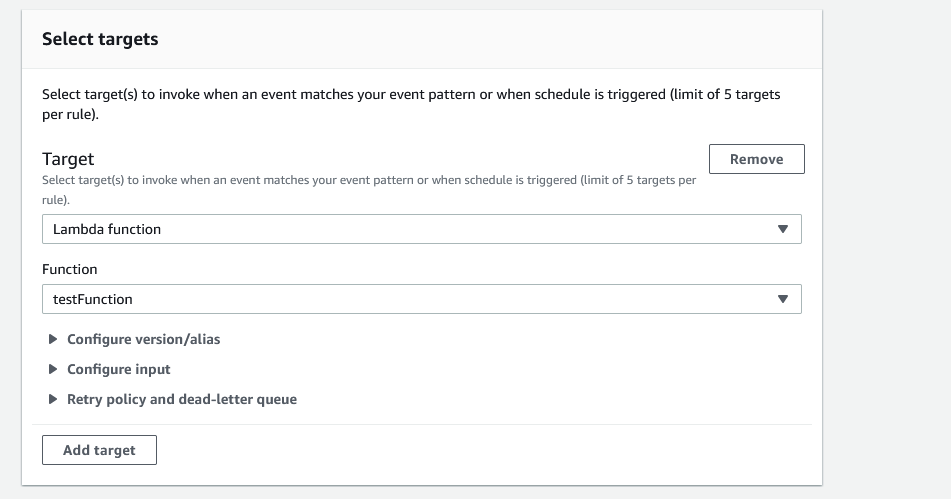 Select targets
Select target(s) to invoke when an event matches your event pattern or when schedule is triggered (limit of 5 targets
per rule).
Target
Remove
Select target(s) to invoke when an event matches your event pattern or when schedule is triggered (limit of 5 targets per
rule).
Lambda function
Function
testFunction
Configure version/alias
Configure input
Retry policy and dead-letter queue
Add target